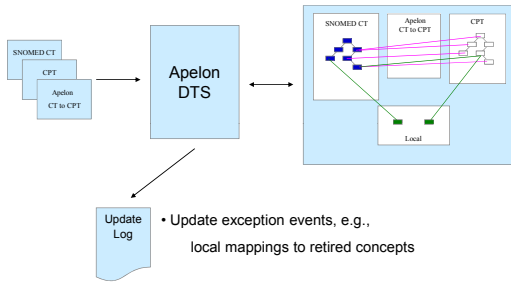 SNOMED CT
CPT
Apelon
CT to CPT
Apelon
DTS
SNOMED CT
Apelon
CT to CPT
CPT
Local
Update
Log
• Update exception events, e.g.,
local mappings to retired concepts